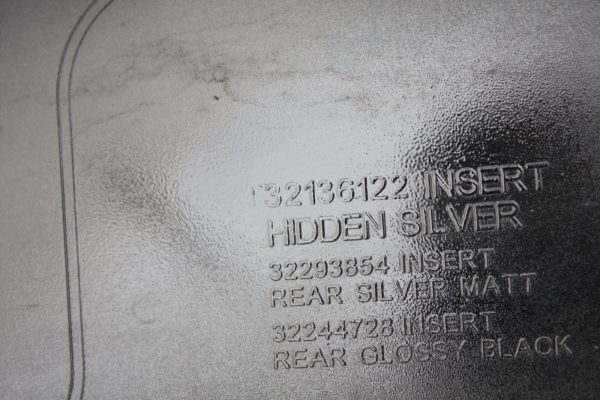 32136122 INSERT
HIDDEN SILVER
32293854 INSERT
REAR SILVER MATT
32244728 INSERT
REAR GLOSSY BLACK